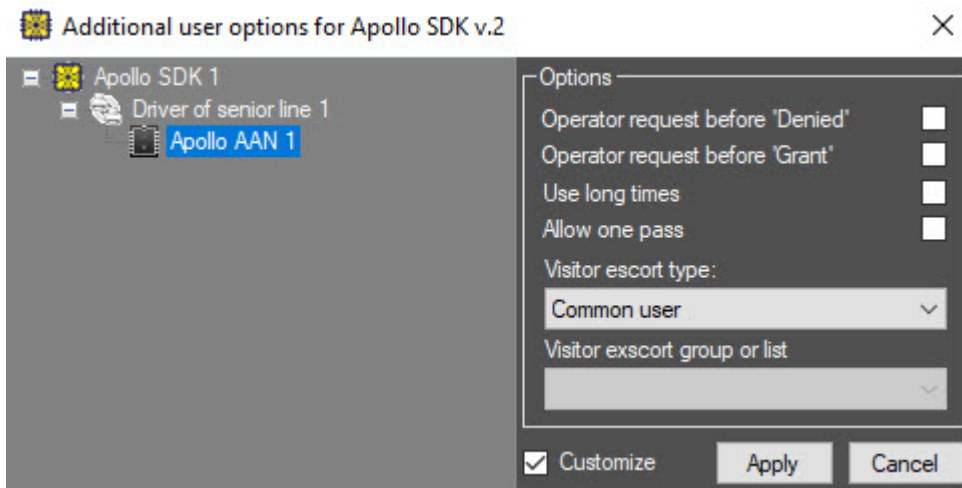 Additional user options for Apollo SDK v.2
Apollo SDK 1
Driver of senior line 1
Apollo AAN 1
Options
Operator request before 'Denied'
Operator request before 'Grant'
Use long times
Allow one pass
Visitor escort type:
Common user
Visitor exscort group or list
Customize
Apply
Cancel